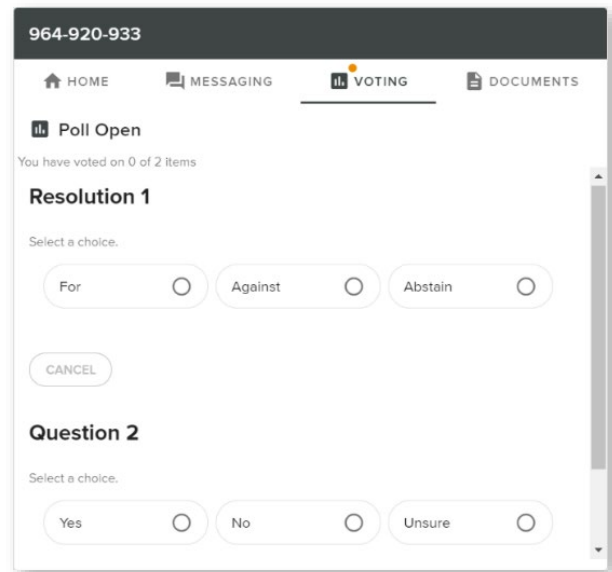 964-920-933
HOME MESSAGING VOTING DOCUMENTS
Poll Open
You have voted on 0 of 2 items
Resolution 1
Select a choice.
For Against Abstain
CANCEL
Question 2
Select a choice.
Yes No Unsure